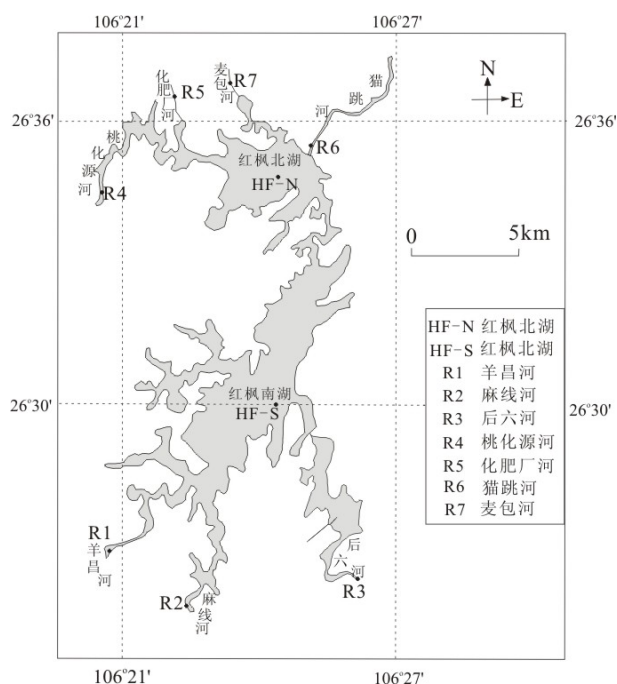 106°21′ 106°27′
26°36′ 26°36′
N
E
化肥厂河 R5
麦包河 R7
猫跳河
R6
桃化源河 R4
红枫北湖
HF-N
0 5km
HF-N 红枫北湖
HF-S 红枫北湖
R1 羊昌河
R2 麻线河
R3 后六河
R4 桃化源河
R5 化肥厂河
R6 猫跳河
R7 麦包河
红枫南湖
HF-S
26°30′ 26°30′
R1
羊昌河
R2 麻线河
后六河
R3
106°21′ 106°27′